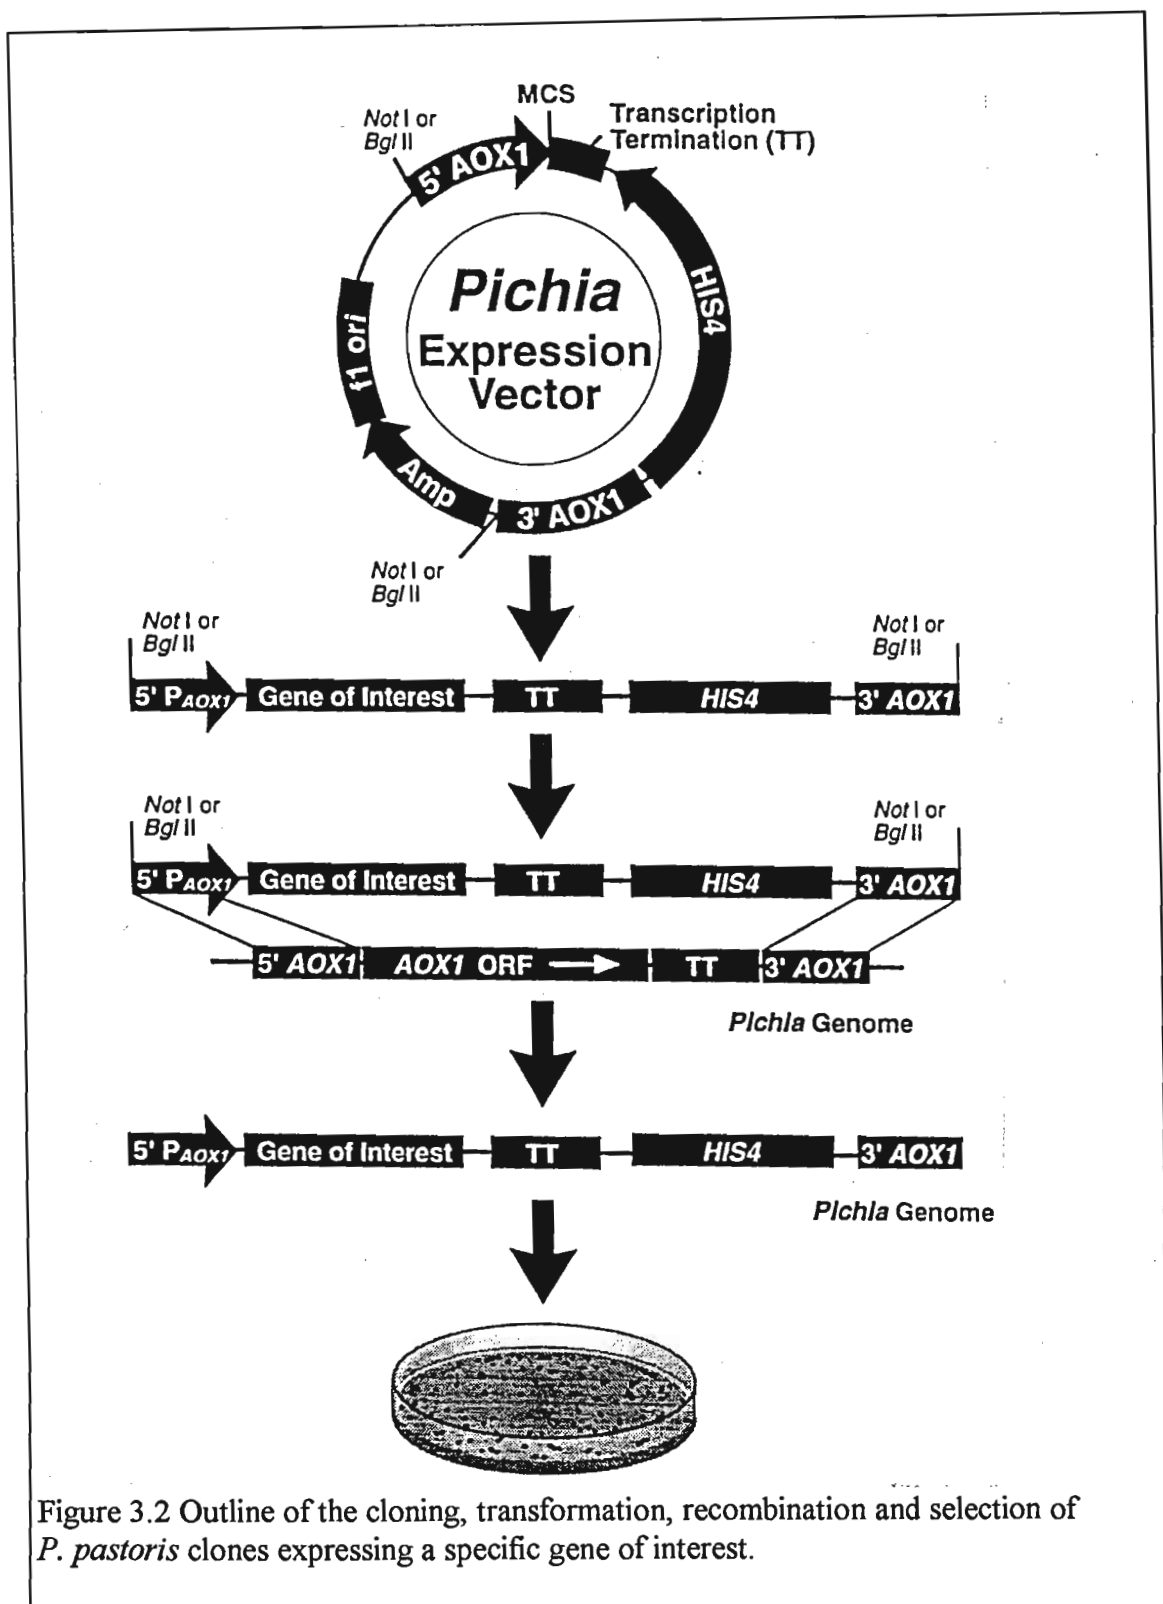 MCS
Not I or
Bgl II
Transcription
Termination (TT)
5' AOX1
HIS4
Pichia
Expression
Vector
f1 ori
Amp
3' AOX1
Not I or
Bgl II
Not I or
Bgl II
Not I or
Bgl II
5' PAOX1 Gene of Interest TT HIS4 3' AOX1
Not I or
Bgl II
Not I or
Bgl II
5' PAOX1 Gene of Interest TT HIS4 3' AOX1
5' AOX1 AOX1 ORF TT 3' AOX1
Pichia Genome
5' PAOX1 Gene of Interest TT HIS4 3' AOX1
Pichia Genome
Figure 3.2 Outline of the cloning, transformation, recombination and selection of
P. pastoris clones expressing a specific gene of interest.